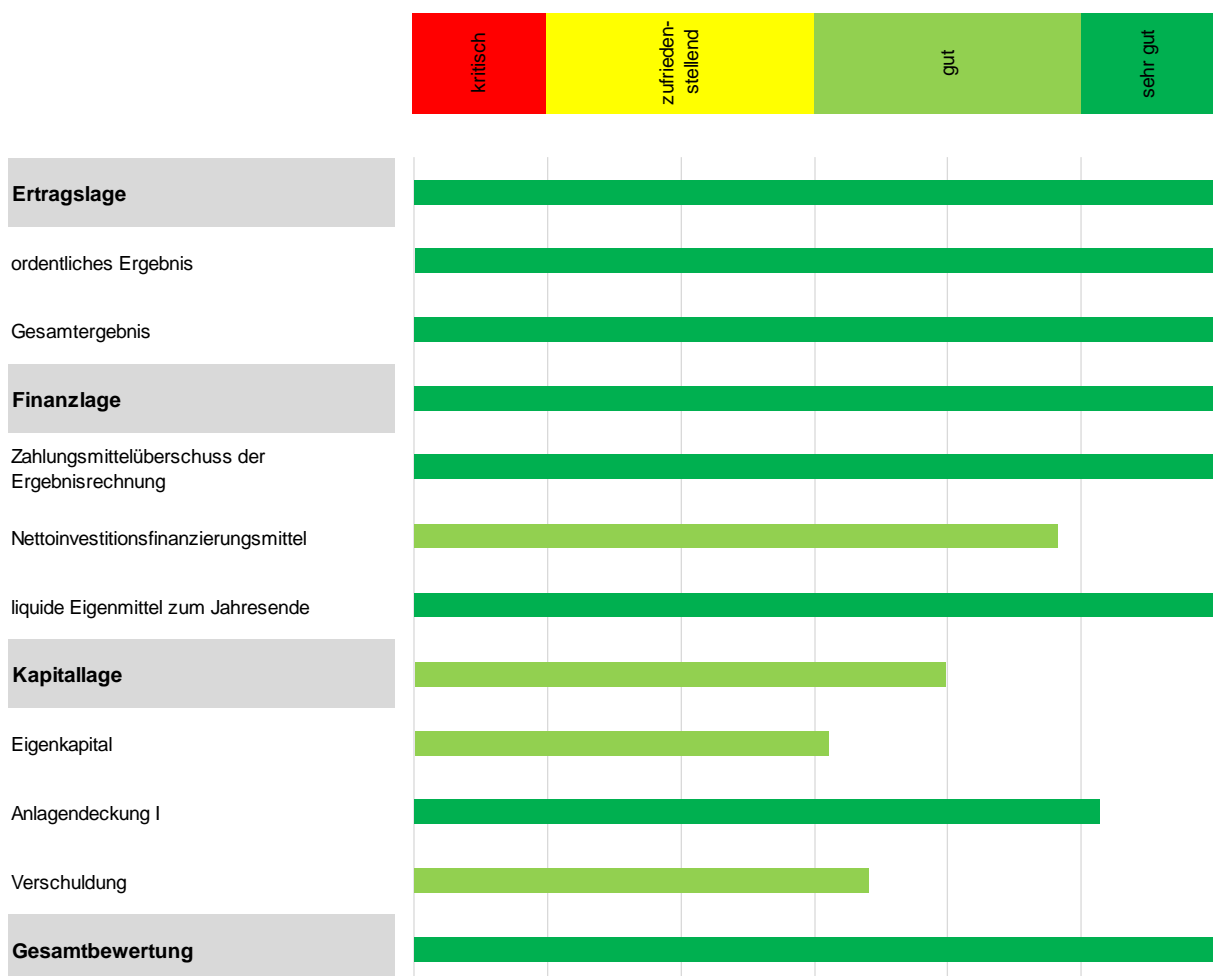 kritisch
zufrieden-
stellend
gut
sehr gut
Ertragslage
ordentliches Ergebnis
Gesamtergebnis
Finanzlage
Zahlungsmittelüberschuss der
Ergebnisrechnung
Nettoinvestitionsfinanzierungsmittel
liquide Eigenmittel zum Jahresende
Kapitallage
Eigenkapital
Anlagendeckung I
Verschuldung
Gesamtbewertung